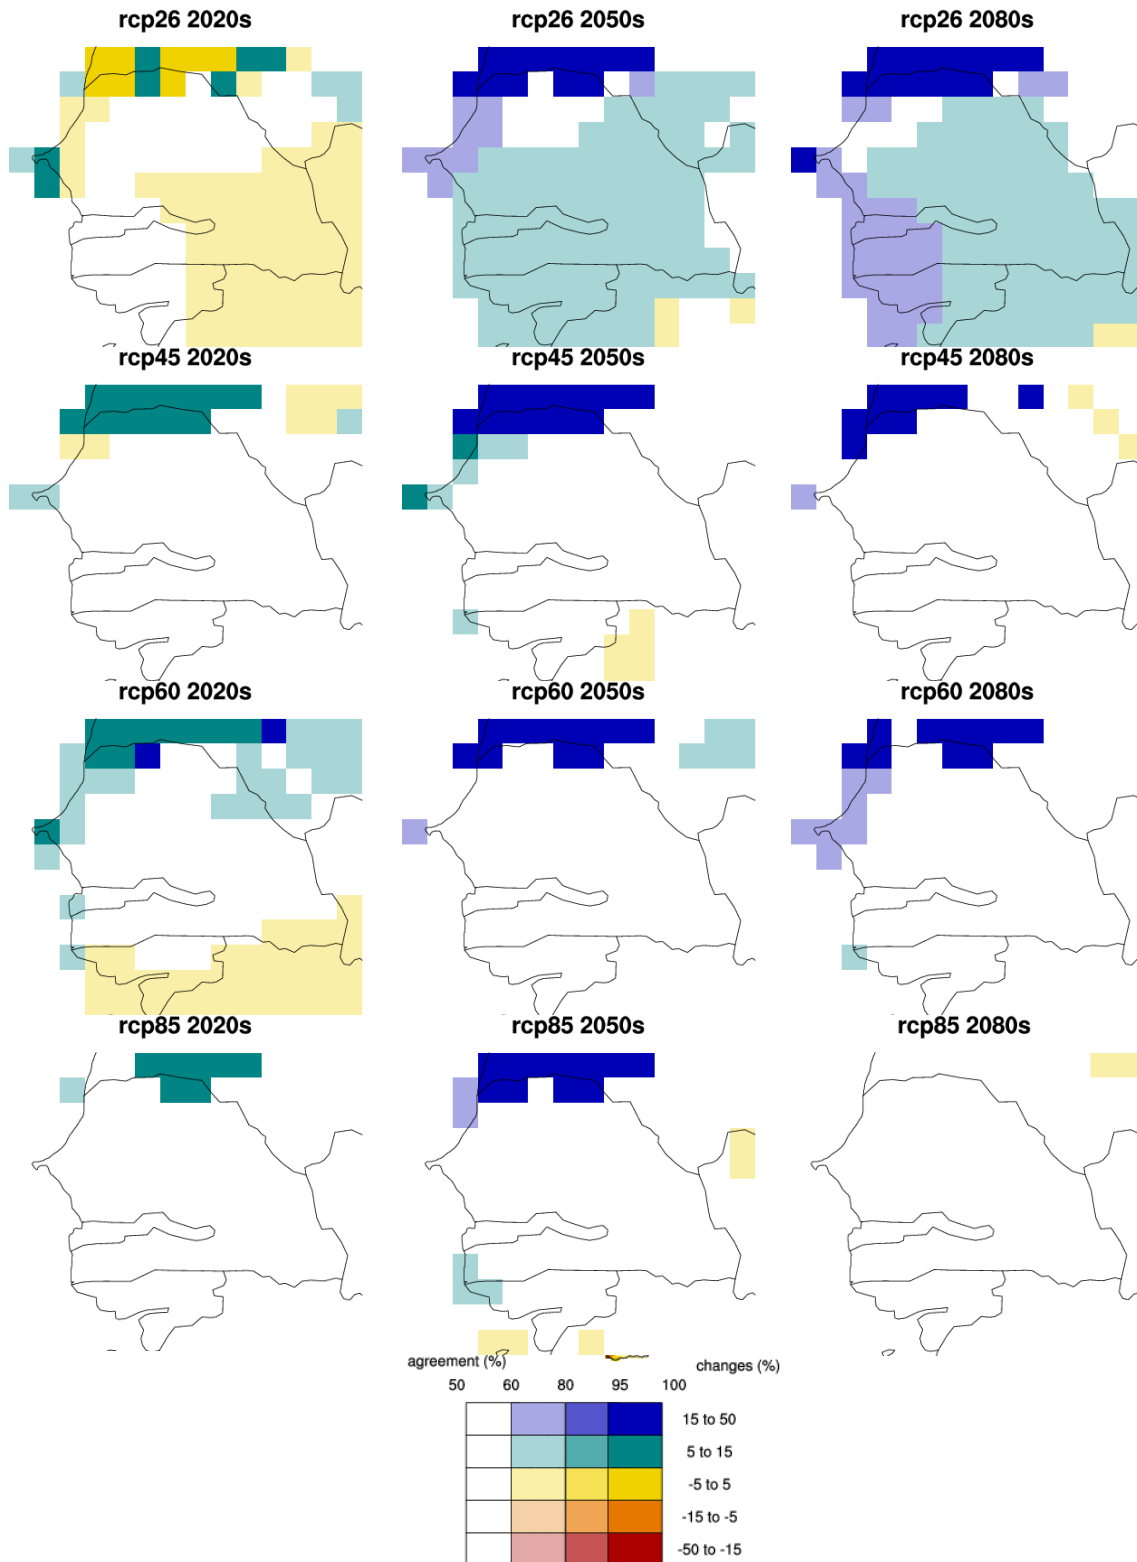 rcp26 2020s rcp26 2050s rcp26 2080s
rcp45 2020s rcp45 2050s rcp45 2080s
rcp60 2020s rcp60 2050s rcp60 2080s
rcp85 2020s rcp85 2050s rcp85 2080s
agreement (%) changes (%)
50 60 80 95 100
15 to 50
5 to 15
-5 to 5
-15 to -5
-50 to -15